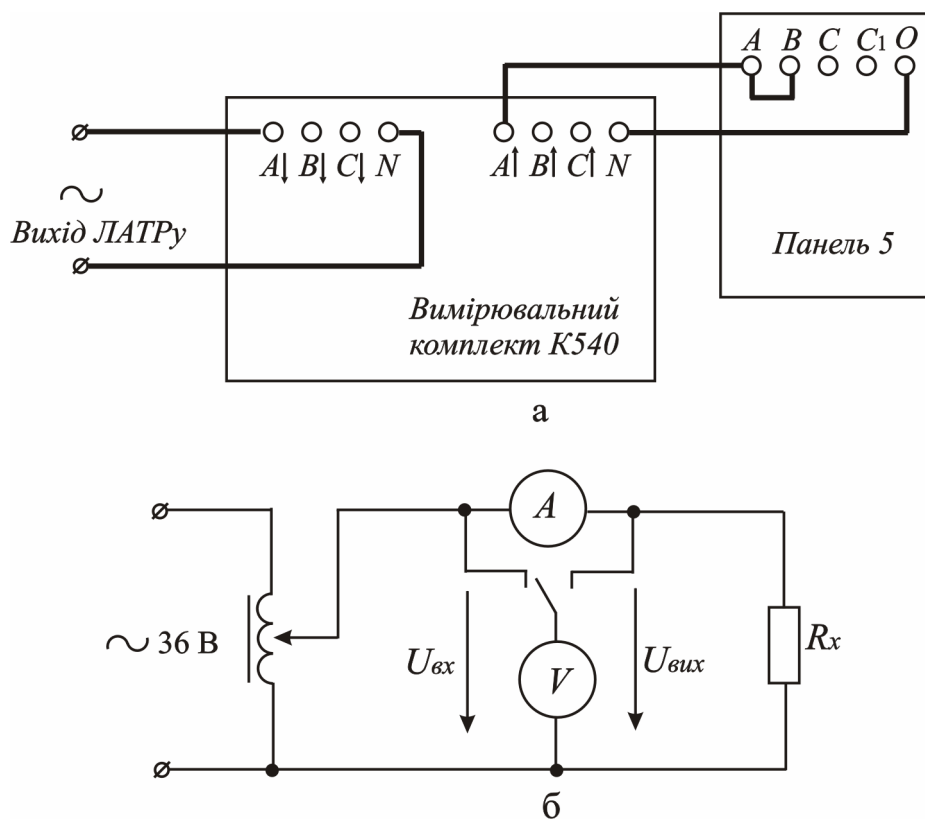 A B C C1 O
A↓ B↓ C↓ N
A↑ B↑ C↑ N
Вихід ЛАТРу
Панель 5
Вимірювальний
комплект К540
а
A
~ 36 В
Uвх
V
Uвих
Rx
б